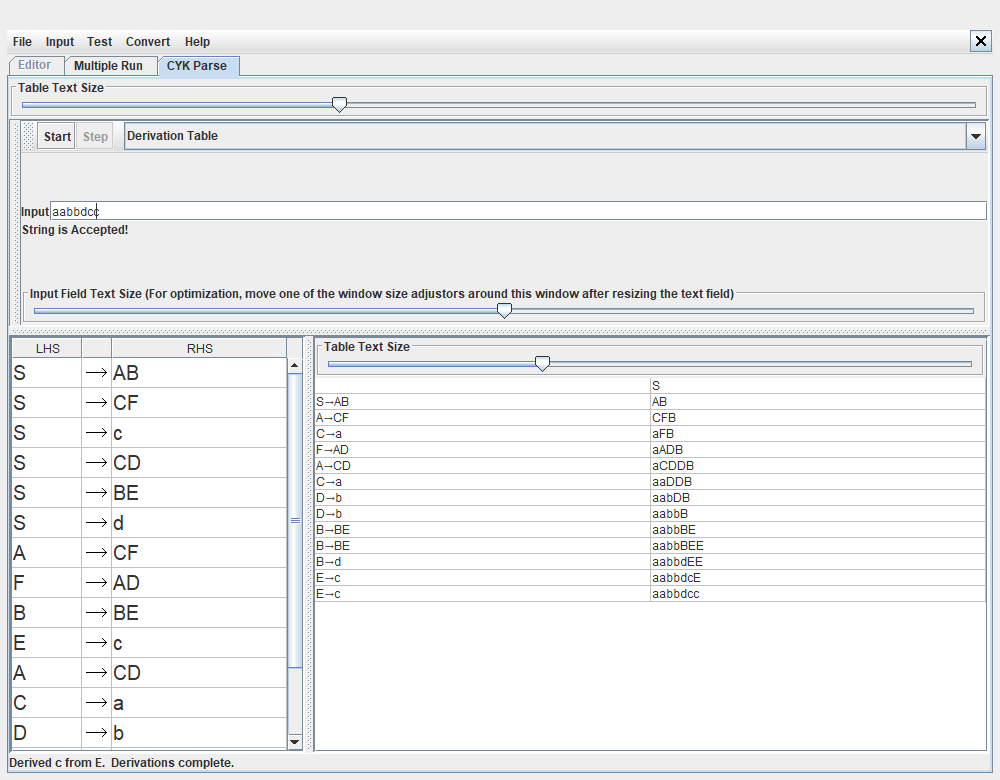 File Input Test Convert Help
Editor Multiple Run CYK Parse
Table Text Size
Start Step Derivation Table
Input aabbdcc
String is Accepted!
Input Field Text Size (For optimization, move one of the window size adjustors around this window after resizing the text field)
LHS RHS
S → AB
S → CF
S → c
S → CD
S → BE
S → d
A → CF
F → AD
B → BE
E → c
A → CD
C → a
D → b
Table Text Size
S
S→AB AB
A→CF CFB
C→a aFB
F→AD aADB
A→CD aCDDB
C→a aaDDB
D→b aabDB
D→b aabbB
B→BE aabbBE
B→BE aabbBEE
B→d aabbdEE
E→c aabbdcE
E→c aabbdcc
Derived c from E. Derivations complete.